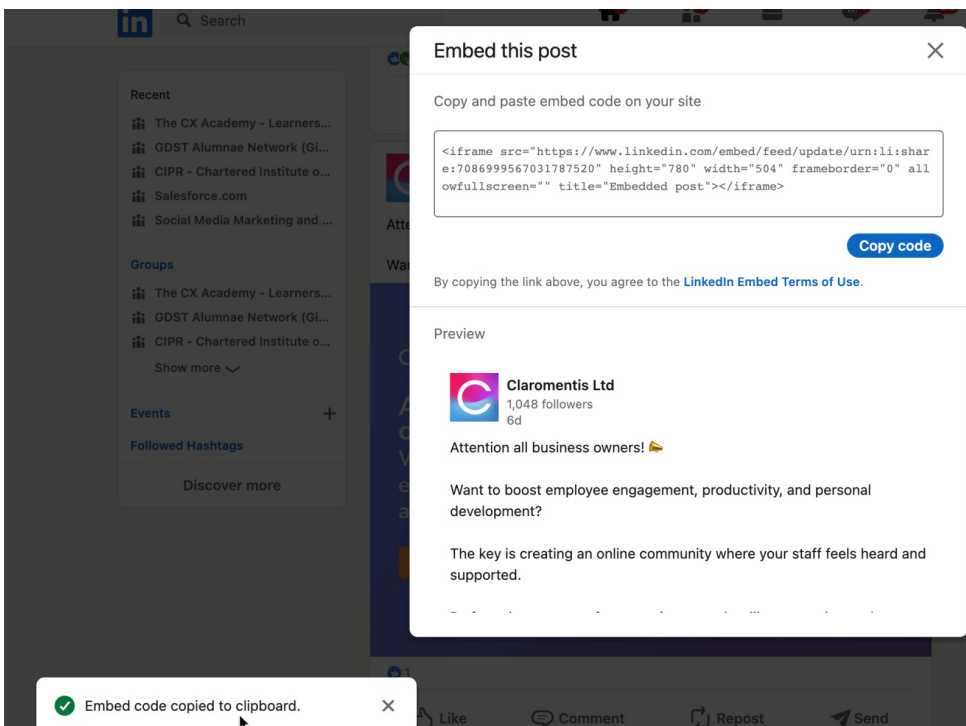 in
Search
Recent
The CX Academy - Learners...
GDST Alumnae Network (Gi...
CIPR - Chartered Institute o...
Salesforce.com
Social Media Marketing and ...
Groups
The CX Academy - Learners...
GDST Alumnae Network (Gi...
CIPR - Chartered Institute o...
Show more
Events
Followed Hashtags
Discover more
Embed this post
Copy and paste embed code on your site
<iframe src="https://www.linkedin.com/embed/feed/update/urn:li:shar
e:7086999567031787520" height="780" width="504" frameborder="0" all
owfullscreen="" title="Embedded post"></iframe>
Copy code
By copying the link above, you agree to the LinkedIn Embed Terms of Use.
Preview
Claromentis Ltd
1,048 followers
6d
Attention all business owners!
Want to boost employee engagement, productivity, and personal
development?
The key is creating an online community where your staff feels heard and
supported.
1
Like
Comment
Repost
Send
Embed code copied to clipboard.